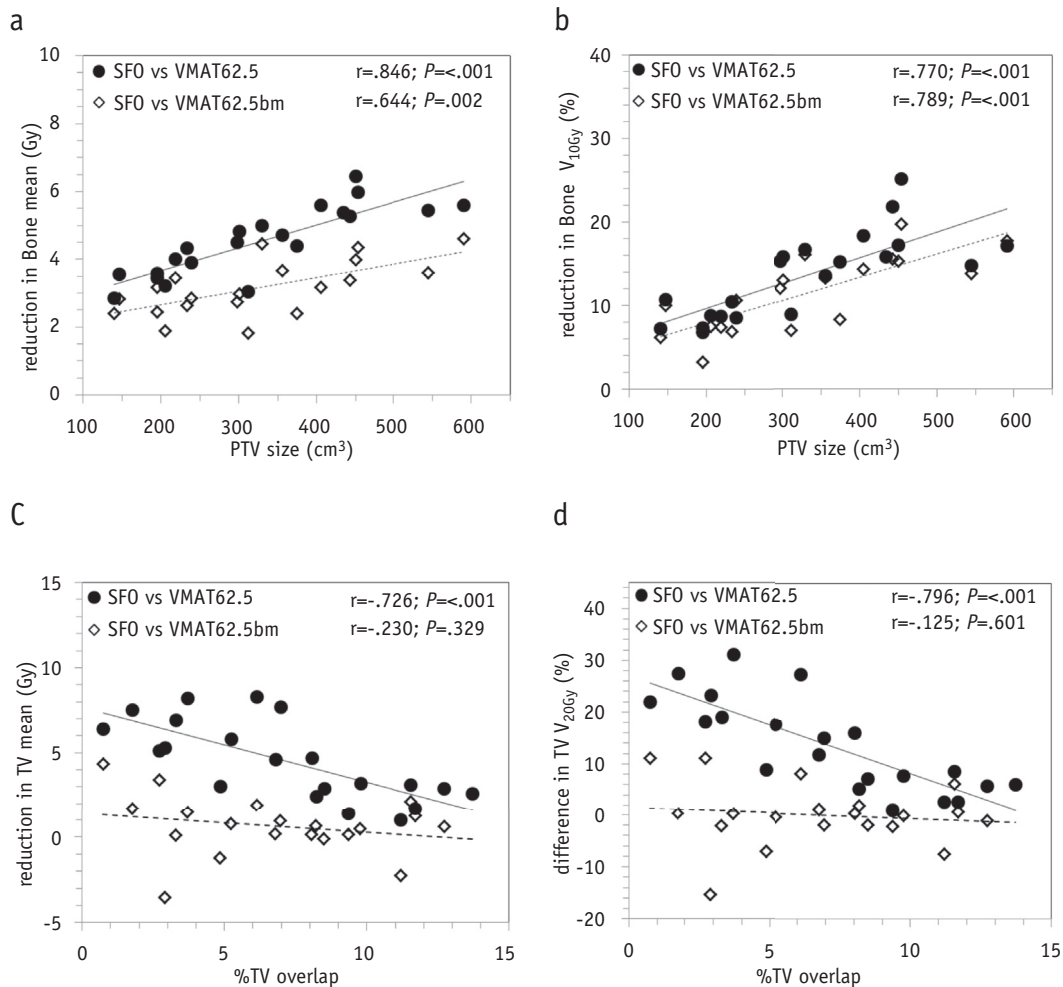 a
10
8
6
4
2
0
reduction in Bone mean (Gy)
● SFO vs VMAT62.5 r=.846; P=<.001
◇ SFO vs VMAT62.5bm r=.644; P=.002
100 200 300 400 500 600
PTV size (cm³)
b
40
30
20
10
0
reduction in Bone V10Gy (%)
● SFO vs VMAT62.5 r=.770; P=<.001
◇ SFO vs VMAT62.5bm r=.789; P=<.001
100 200 300 400 500 600
PTV size (cm³)
C
15
10
5
0
-5
reduction in TV mean (Gy)
● SFO vs VMAT62.5 r=-.726; P=<.001
◇ SFO vs VMAT62.5bm r=-.230; P=.329
0 5 10 15
%TV overlap
d
40
30
20
10
0
-10
-20
difference in TV V20Gy (%)
● SFO vs VMAT62.5 r=-.796; P=<.001
◇ SFO vs VMAT62.5bm r=-.125; P=.601
0 5 10 15
%TV overlap